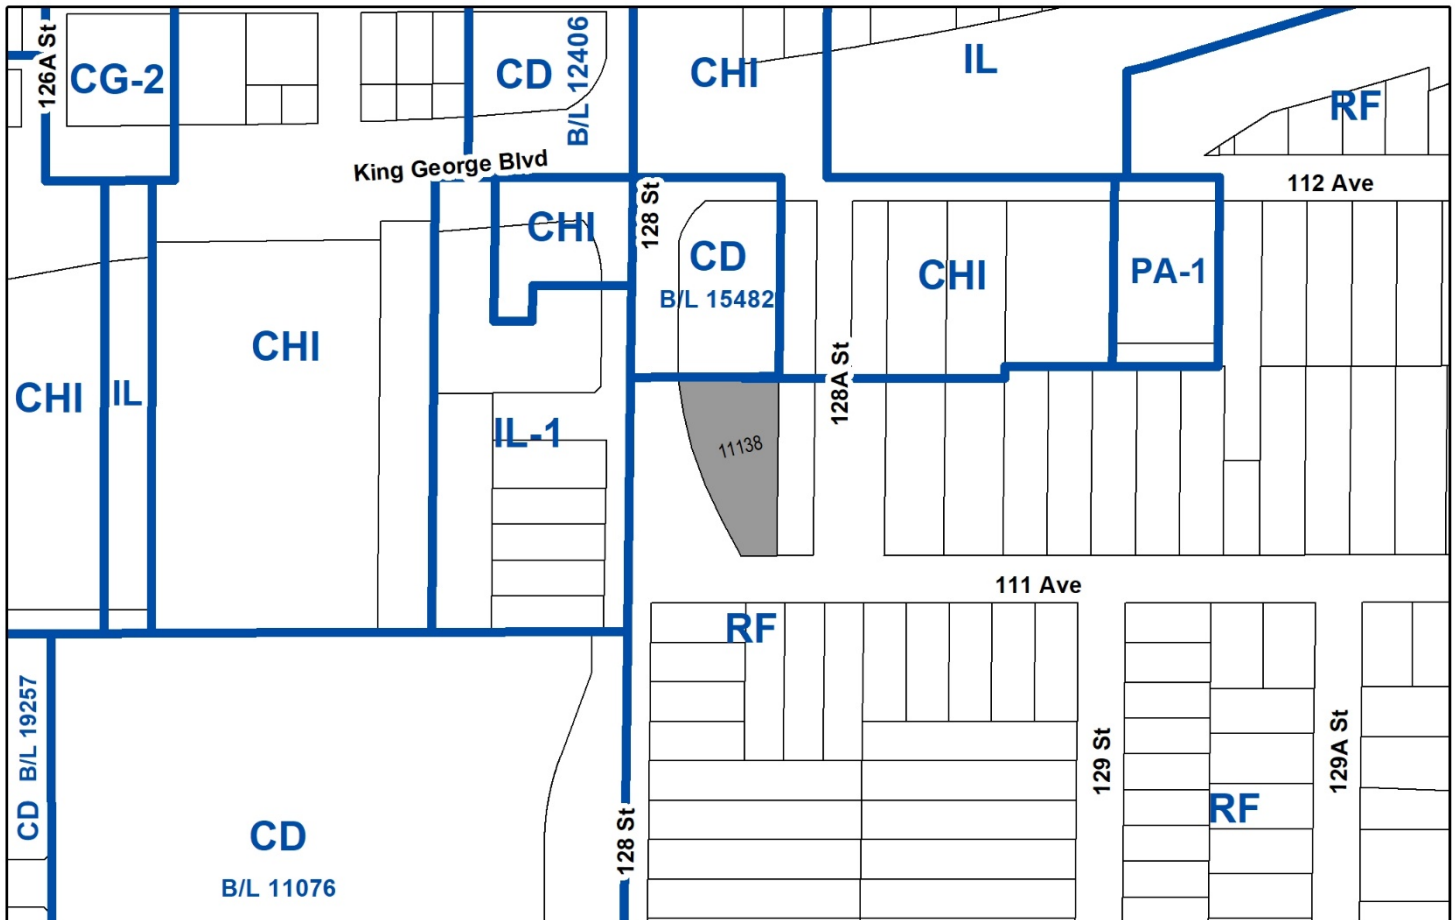 126A St
CG-2
CD
B/L 12406
CHI
IL
RF
King George Blvd
112 Ave
128 St
CHI
CD
B/L 15482
CHI
PA-1
CHI
CHI
IL
128A St
IL-1
11138
111 Ave
RF
CD B/L 19257
129 St
129A St
RF
CD
B/L 11076
128 St